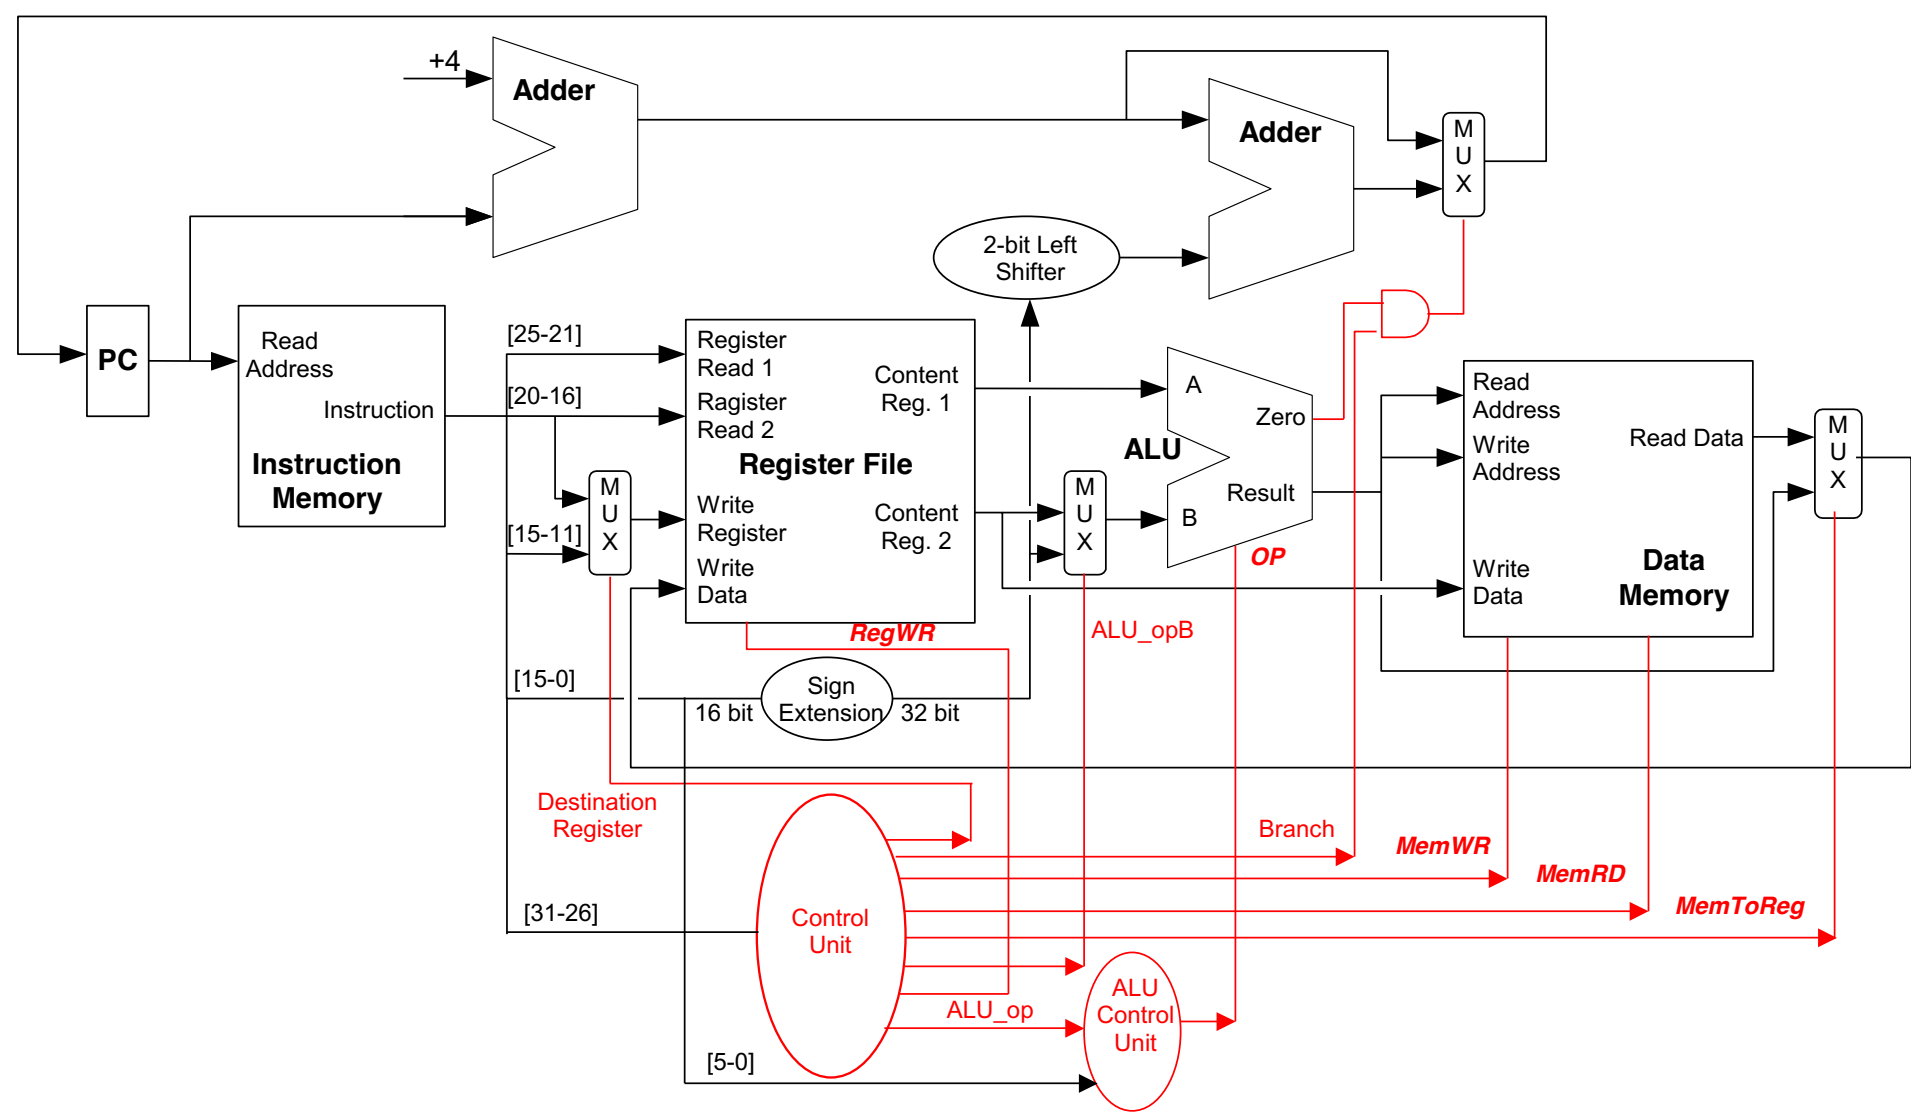 +4
Adder
Adder
M
U
X
2-bit Left
Shifter
PC
Read
Address
Instruction
Instruction
Memory
[25-21]
[20-16]
[15-11]
M
U
X
Register
Read 1
Ragister
Read 2
Register File
Write
Register
Write
Data
Content
Reg. 1
Content
Reg. 2
RegWR
M
U
X
ALU_opB
A
Zero
ALU
Result
B
OP
Read
Address
Write
Address
Read Data
Write
Data
Data
Memory
M
U
X
[15-0]
16 bit
Sign
Extension
32 bit
Destination
Register
Branch
MemWR
MemRD
MemToReg
[31-26]
Control
Unit
ALU_op
ALU
Control
Unit
[5-0]